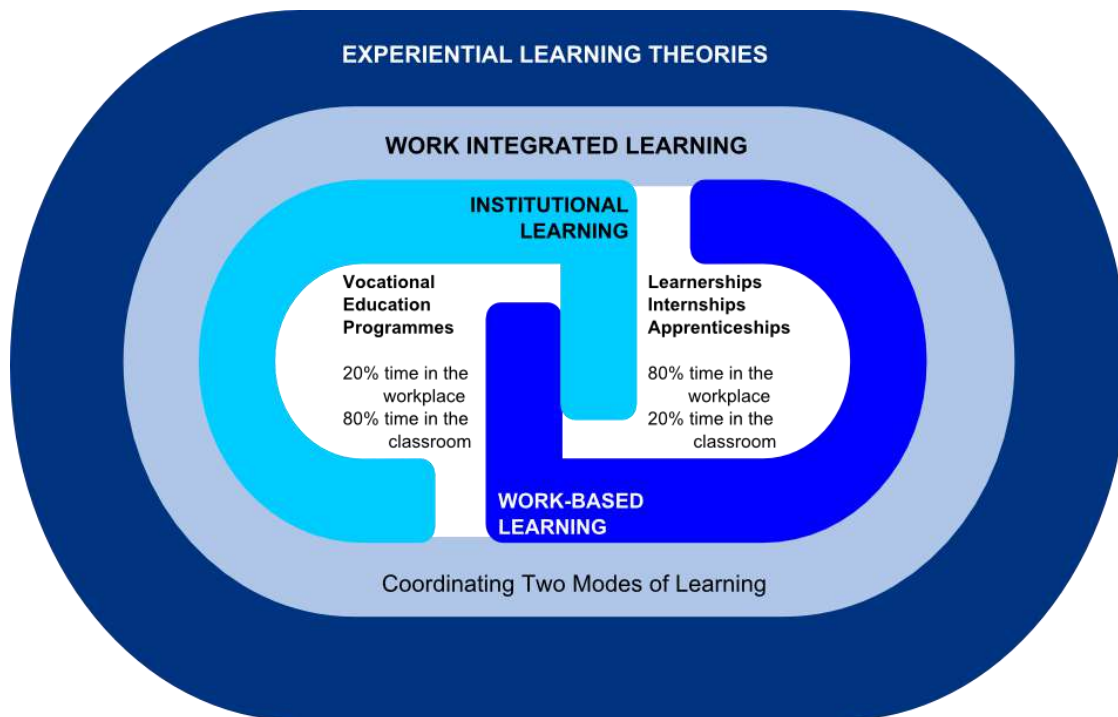 EXPERIENTIAL LEARNING THEORIES
WORK INTEGRATED LEARNING
INSTITUTIONAL
LEARNING
Vocational
Education
Programmes
20% time in the
workplace
80% time in the
classroom
Learnerships
Internships
Apprenticeships
80% time in the
workplace
20% time in the
classroom
WORK-BASED
LEARNING
Coordinating Two Modes of Learning